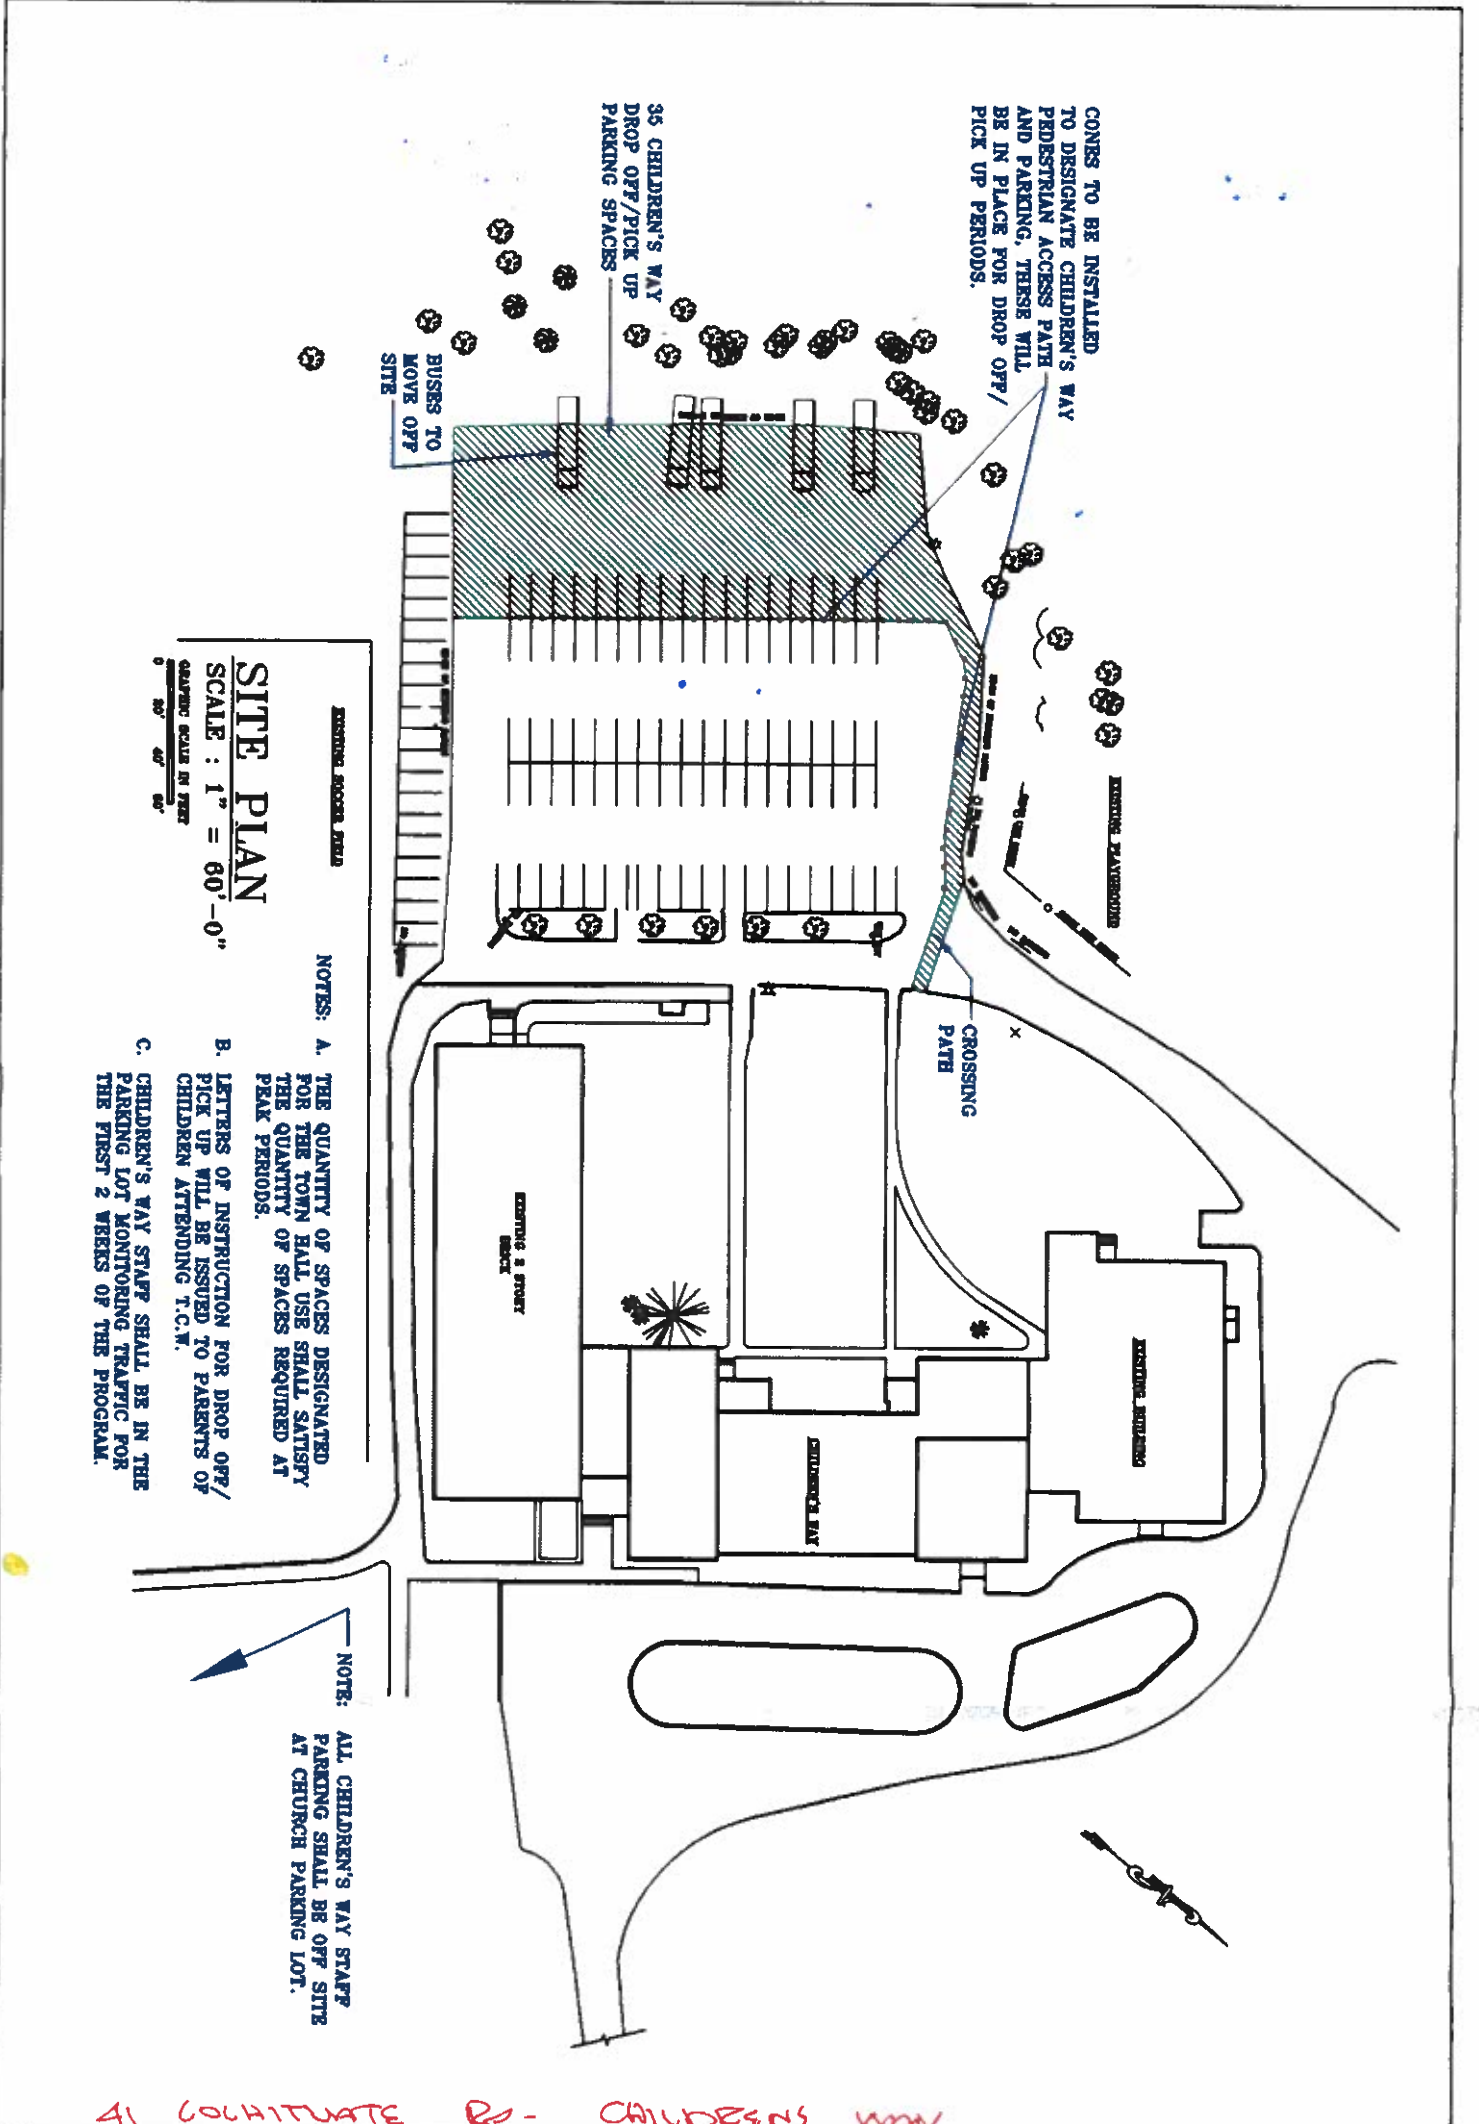 CONES TO BE INSTALLED
TO DESIGNATE CHILDREN'S WAY
PEDESTRIAN ACCESS PATH
AND PARKING, THESE WILL
BE IN PLACE FOR DROP OFF/
PICK UP PERIODS.
35 CHILDREN'S WAY
DROP OFF/PICK UP
PARKING SPACES
BUSES TO
MOVE OFF
SITE
EXISTING PLAYGROUND
CROSSING
PATH
EXISTING BUILDING
CHILDREN'S WAY
EXISTING 2 STORY
BRICK
EXISTING SOCCER FIELD
SITE PLAN
SCALE : 1" = 60'-0"
GRAPHIC SCALE IN FEET
0 20' 40' 60'
NOTES: A. THE QUANTITY OF SPACES DESIGNATED
FOR THE TOWN HALL USE SHALL SATISFY
THE QUANTITY OF SPACES REQUIRED AT
PEAK PERIODS.
B. LETTERS OF INSTRUCTION FOR DROP OFF/
PICK UP WILL BE ISSUED TO PARENTS OF
CHILDREN ATTENDING T.C.W.
C. CHILDREN'S WAY STAFF SHALL BE IN THE
PARKING LOT MONITORING TRAFFIC FOR
THE FIRST 2 WEEKS OF THE PROGRAM.
NOTE: ALL CHILDREN'S WAY STAFF
PARKING SHALL BE OFF SITE
AT CHURCH PARKING LOT.
41 COCHITUATE RD - CHILDRENS WAY